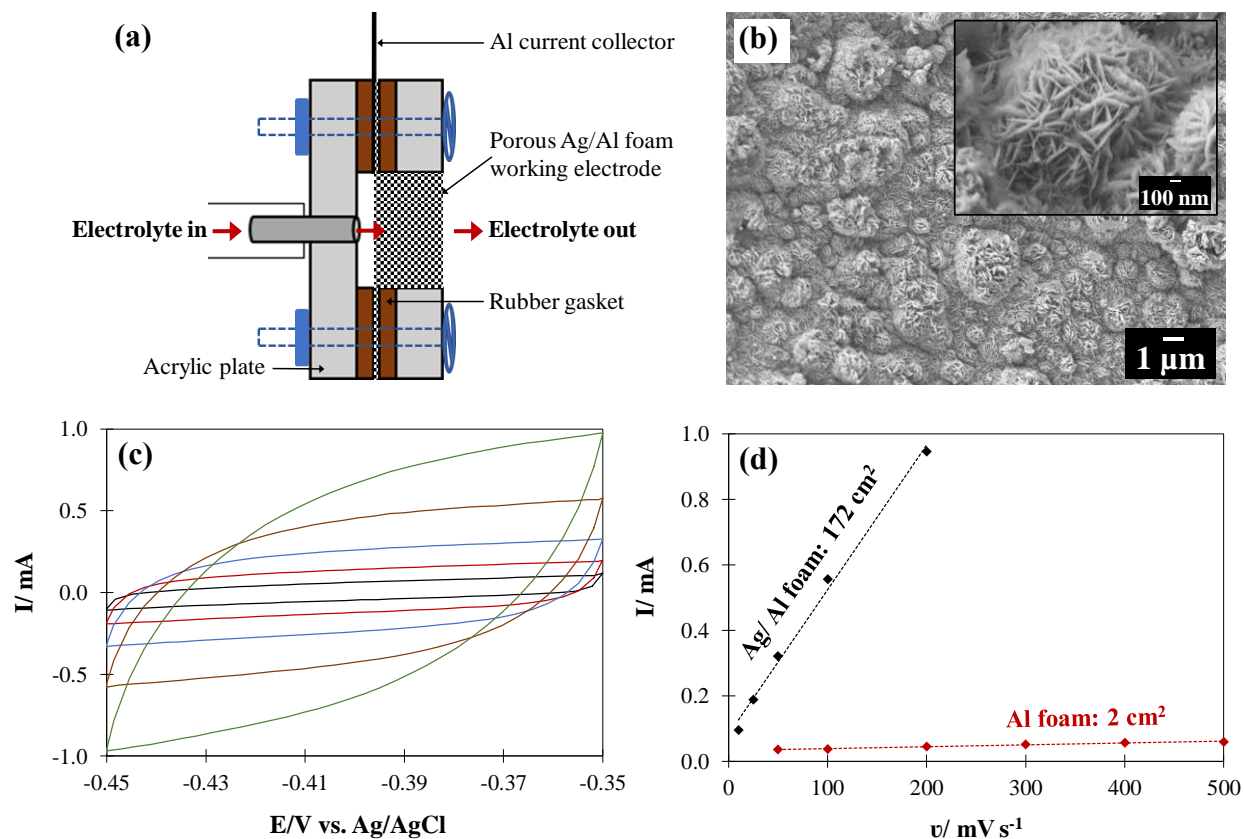 (a)
Al current collector
Porous Ag/Al foam
working electrode
Electrolyte in
Electrolyte out
Rubber gasket
Acrylic plate
(b)
100 nm
1 µm
(c)
1.0
0.5
0.0
-0.5
-1.0
I/ mA
-0.45
-0.43
-0.41
-0.39
-0.37
-0.35
E/V vs. Ag/AgCl
(d)
1.0
0.8
0.6
0.4
0.2
0.0
I/ mA
Ag/Al foam: 172 cm²
Al foam: 2 cm²
0
100
200
300
400
500
υ/ mV s⁻¹